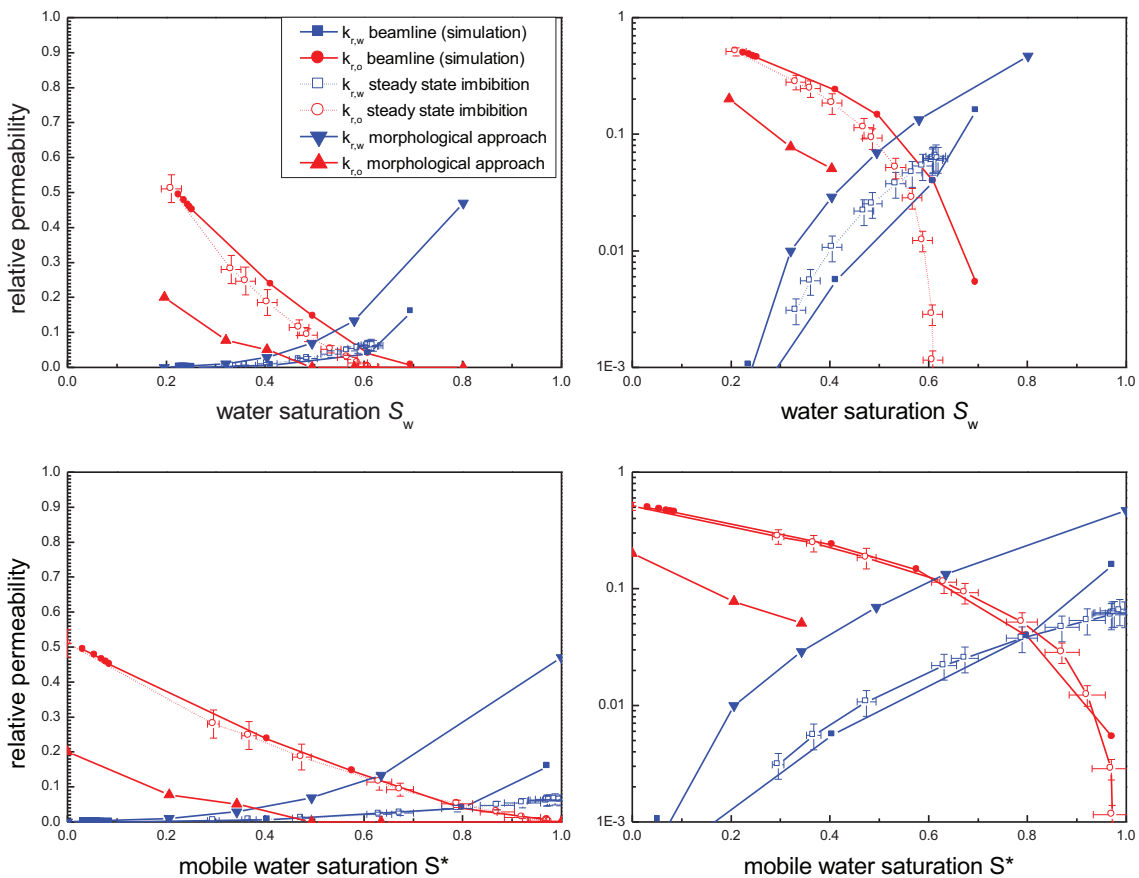 1.0
0.9
0.8
0.7
0.6
0.5
0.4
0.3
0.2
0.1
0.0
0.0 0.2 0.4 0.6 0.8 1.0
relative permeability
water saturation S_w
k_r,w beamline (simulation)
k_r,o beamline (simulation)
k_r,w steady state imbibition
k_r,o steady state imbibition
k_r,w morphological approach
k_r,o morphological approach
1
0.1
0.01
1E-3
0.0 0.2 0.4 0.6 0.8 1.0
water saturation S_w
1.0
0.9
0.8
0.7
0.6
0.5
0.4
0.3
0.2
0.1
0.0
0.0 0.2 0.4 0.6 0.8 1.0
relative permeability
mobile water saturation S*
1
0.1
0.01
1E-3
0.0 0.2 0.4 0.6 0.8 1.0
mobile water saturation S*